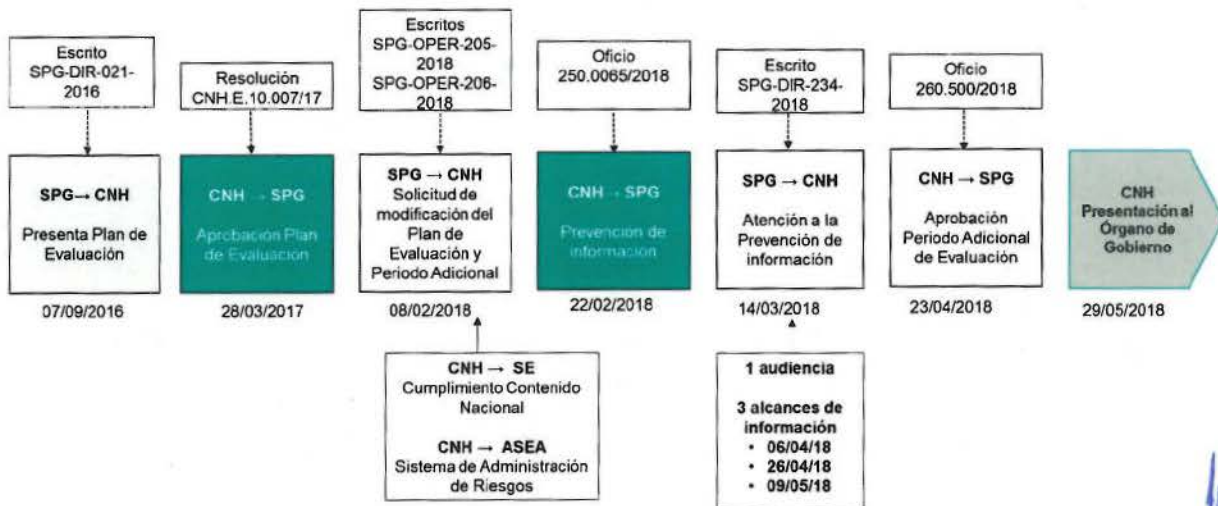 Escrito
SPG-DIR-021-
2016
Resolución
CNH.E.10.007/17
Escritos
SPG-OPER-205-
2018
SPG-OPER-206-
2018
Oficio
250.0065/2018
Escrito
SPG-DIR-234-
2018
Oficio
260.500/2018
SPG → CNH
Presenta Plan de
Evaluación
07/09/2016
CNH → SPG
Aprobación Plan
de Evaluación
28/03/2017
SPG → CNH
Solicitud de
modificación del
Plan de
Evaluación y
Periodo Adicional
08/02/2018
CNH → SPG
Prevención de
información
22/02/2018
SPG → CNH
Atención a la
Prevención de
información
14/03/2018
CNH → SPG
Aprobación
Periodo Adicional
de Evaluación
23/04/2018
CNH
Presentación al
Órgano de
Gobierno
29/05/2018
CNH → SE
Cumplimiento Contenido
Nacional
CNH → ASEA
Sistema de Administración
de Riesgos
1 audiencia
3 alcances de
información
• 06/04/18
• 26/04/18
• 09/05/18